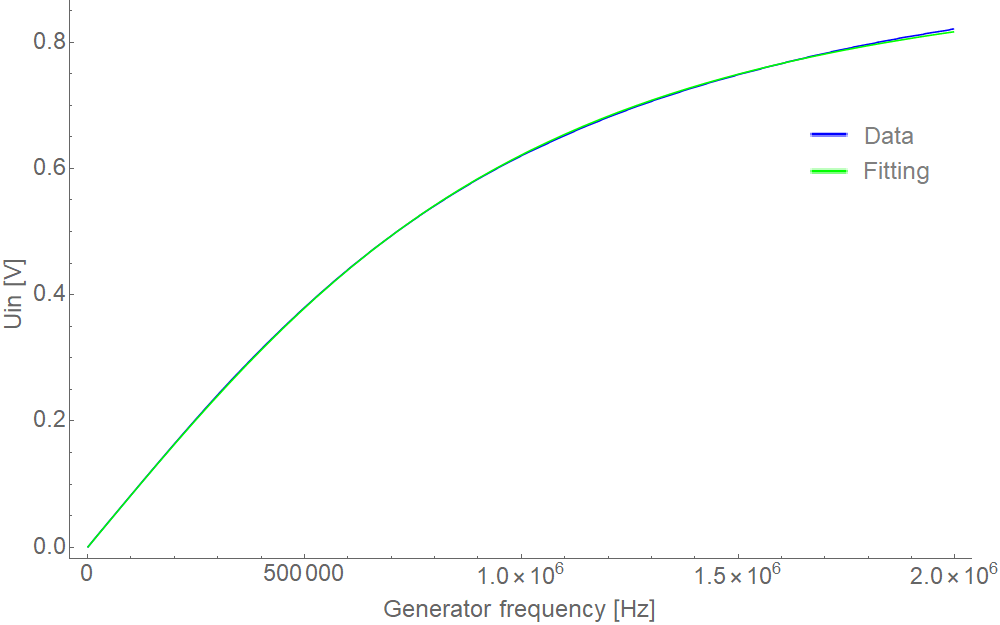 0.8
0.6
0.4
0.2
0.0
Uin [V]
Data
Fitting
0
500000
1.0×10⁶
1.5×10⁶
2.0×10⁶
Generator frequency [Hz]